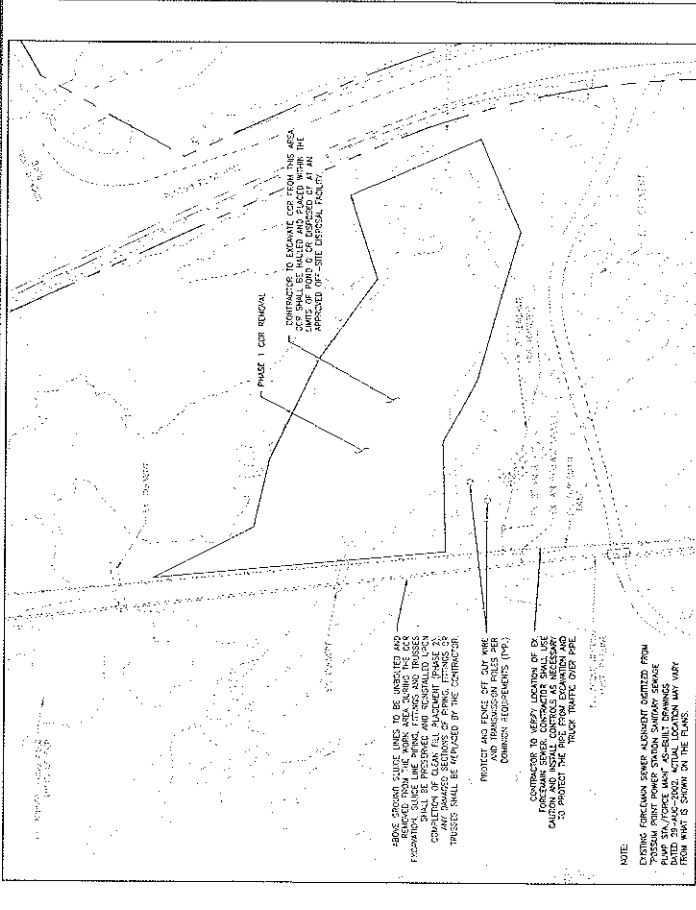 PHASE 1 CCR REMOVAL
CONTRACTOR TO EXCAVATE CCR FROM THIS AREA.
CCR SHALL BE HAULED AND PLACED WITHIN THE
LIMITS OF POND D OR DISPOSED OF AT AN
APPROVED OFF-SITE DISPOSAL FACILITY.
ABOVE GROUND SLUICE LINES TO BE UNBOLTED AND
REMOVED FROM THE WORK AREA DURING THE CCR
EXCAVATION. SLUICE LINE PIPING, FITTINGS AND TRUSSES
SHALL BE PRESERVED AND REINSTALLED UPON
COMPLETION OF CLEAN FILL PLACEMENT (PHASE 2).
ANY DAMAGED SECTIONS OF PIPING, FITTINGS OR
TRUSSES SHALL BE REPLACED BY THE CONTRACTOR.
PROTECT AND FENCE OFF GUY WIRE
AND TRANSMISSION POLES PER
DOMINION REQUIREMENTS (TYP.)
CONTRACTOR TO VERIFY LOCATION OF EX.
FORCEMAIN SEWER. CONTRACTOR SHALL USE
CAUTION AND INSTALL CONTROLS AS NECESSARY
TO PROTECT THE PIPE FROM EXCAVATION AND
TRUCK TRAFFIC OVER PIPE.
NOTE:
EXISTING FORCEMAIN SEWER ALIGNMENT DIGITIZED FROM
"POSSUM POINT POWER STATION SANITARY SEWAGE
PUMP STA./FORCE MAIN" AS-BUILT DRAWINGS
DATED 29-AUG-2002. ACTUAL LOCATION MAY VARY
FROM WHAT IS SHOWN ON THE PLANS.